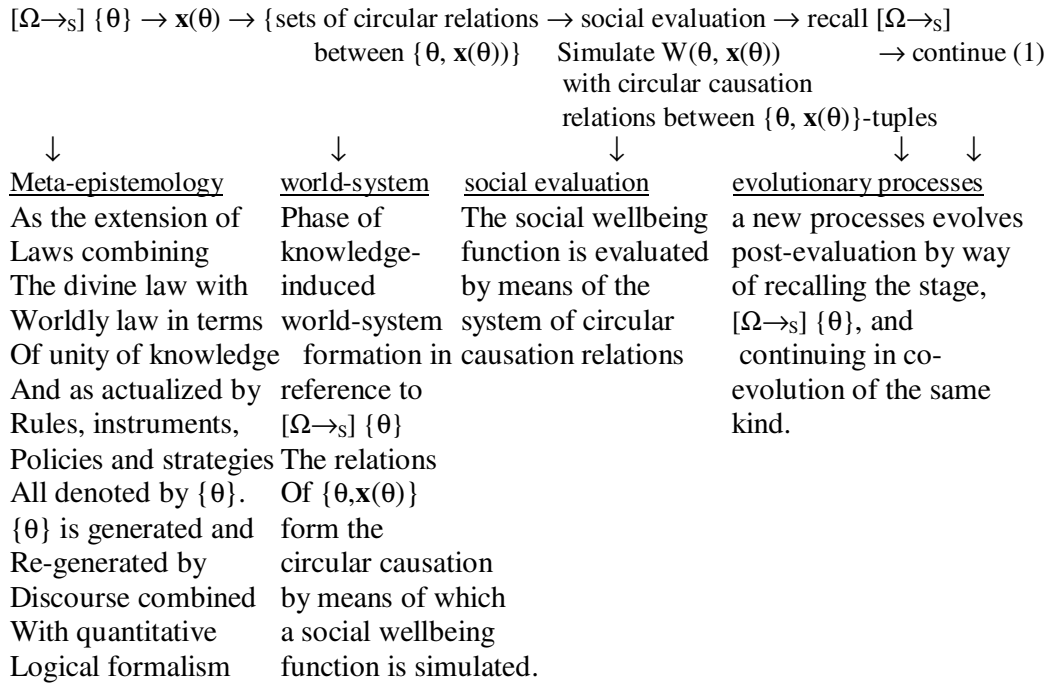 [Ω→S] {θ} → x(θ) → {sets of circular relations → social evaluation → recall [Ω→S]
between {θ, x(θ))} Simulate W(θ, x(θ)) → continue (1)
with circular causation
relations between {θ, x(θ)}-tuples
↓ ↓ ↓ ↓ ↓
Meta-epistemology world-system social evaluation evolutionary processes
As the extension of Phase of The social wellbeing a new processes evolves
Laws combining knowledge- function is evaluated post-evaluation by way
The divine law with induced by means of the of recalling the stage,
Worldly law in terms world-system system of circular [Ω→S] {θ}, and
Of unity of knowledge formation in causation relations continuing in co-
And as actualized by reference to evolution of the same
Rules, instruments, [Ω→S] {θ} kind.
Policies and strategies The relations
All denoted by {θ}. Of {θ,x(θ)}
{θ} is generated and form the
Re-generated by circular causation
Discourse combined by means of which
With quantitative a social wellbeing
Logical formalism function is simulated.